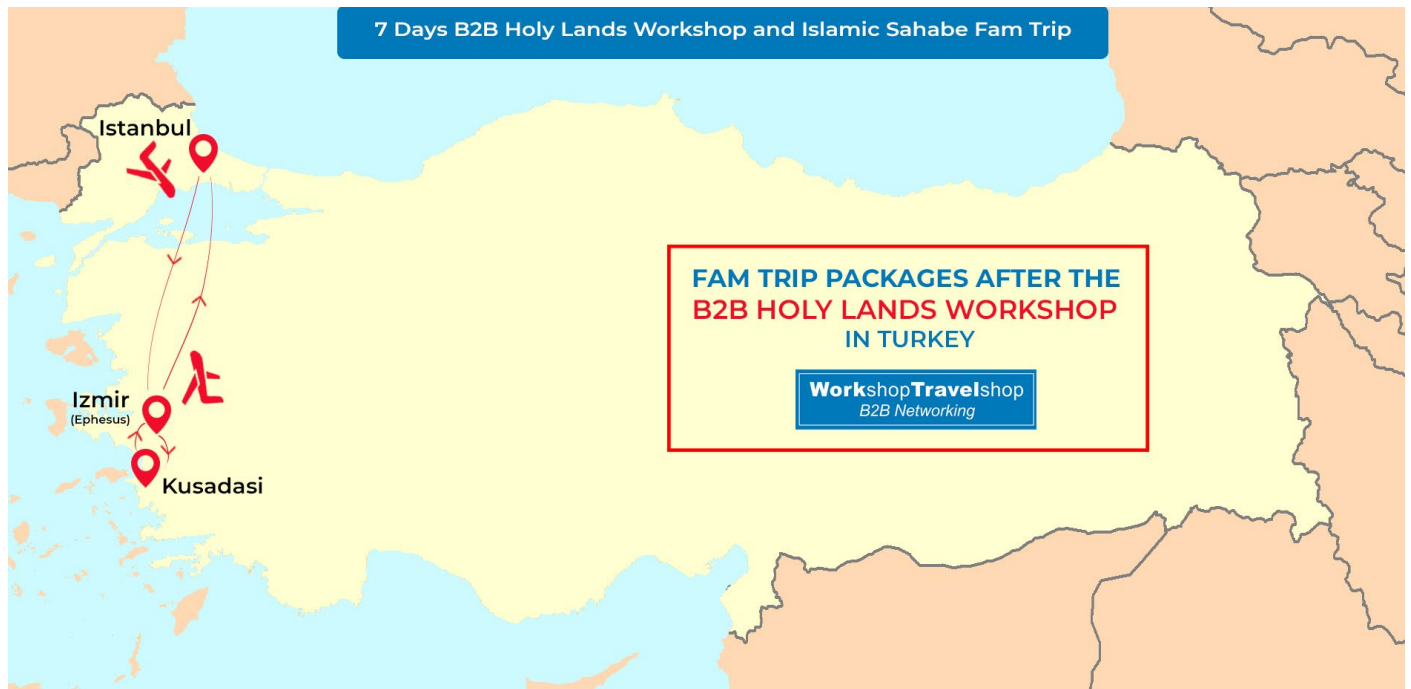 7 Days B2B Holy Lands Workshop and Islamic Sahabe Fam Trip
Istanbul
FAM TRIP PACKAGES AFTER THE
B2B HOLY LANDS WORKSHOP
IN TURKEY
WorkshopTravelshop
B2B Networking
Izmir
(Ephesus)
Kusadasi